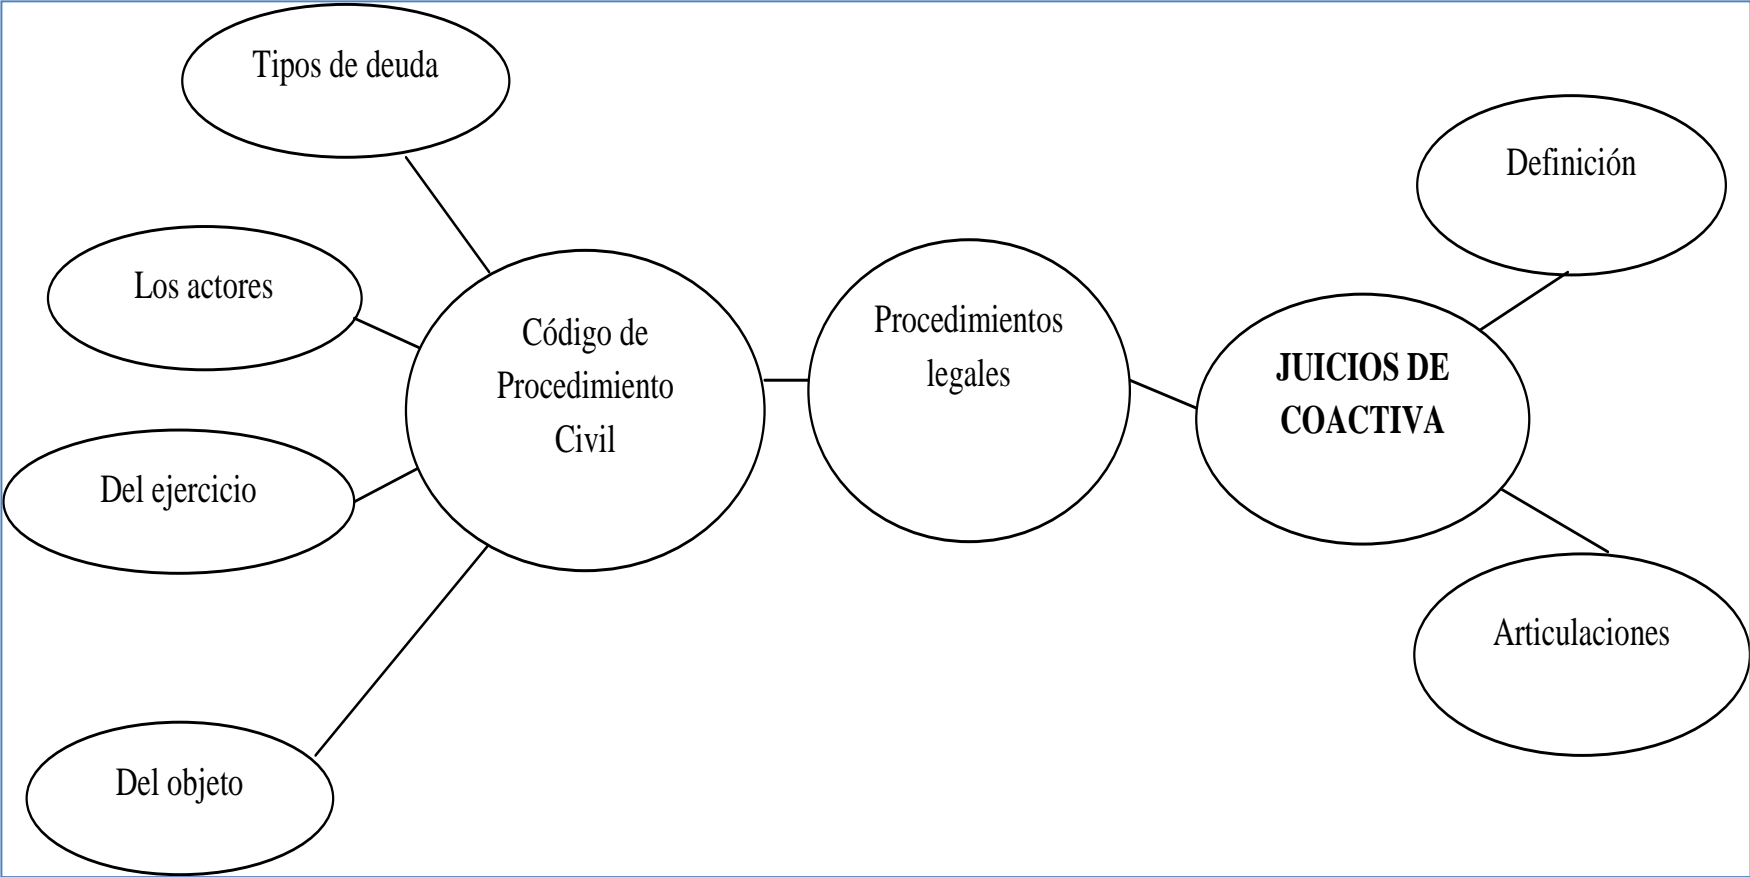 Tipos de deuda
Los actores
Del ejercicio
Del objeto
Código de
Procedimiento
Civil
Procedimientos
legales
JUICIOS DE
COACTIVA
Definición
Articulaciones